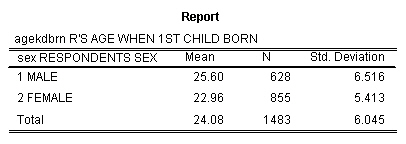 Report
agekdbrn R'S AGE WHEN 1ST CHILD BORN
sex RESPONDENTS SEX Mean N Std. Deviation
1 MALE 25.60 628 6.516
2 FEMALE 22.96 855 5.413
Total 24.08 1483 6.045